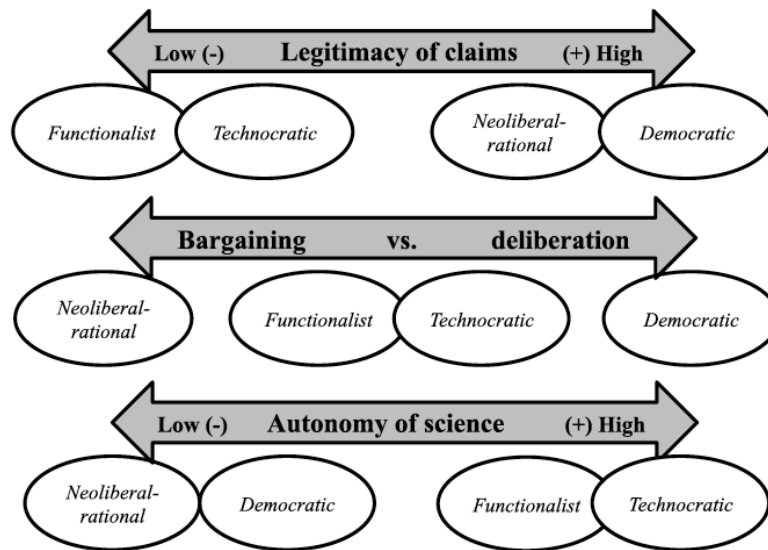 Low (-) Legitimacy of claims (+) High
Functionalist Technocratic Neoliberal-
rational Democratic
Bargaining vs. deliberation
Neoliberal-
rational Functionalist Technocratic Democratic
Low (-) Autonomy of science (+) High
Neoliberal-
rational Democratic Functionalist Technocratic